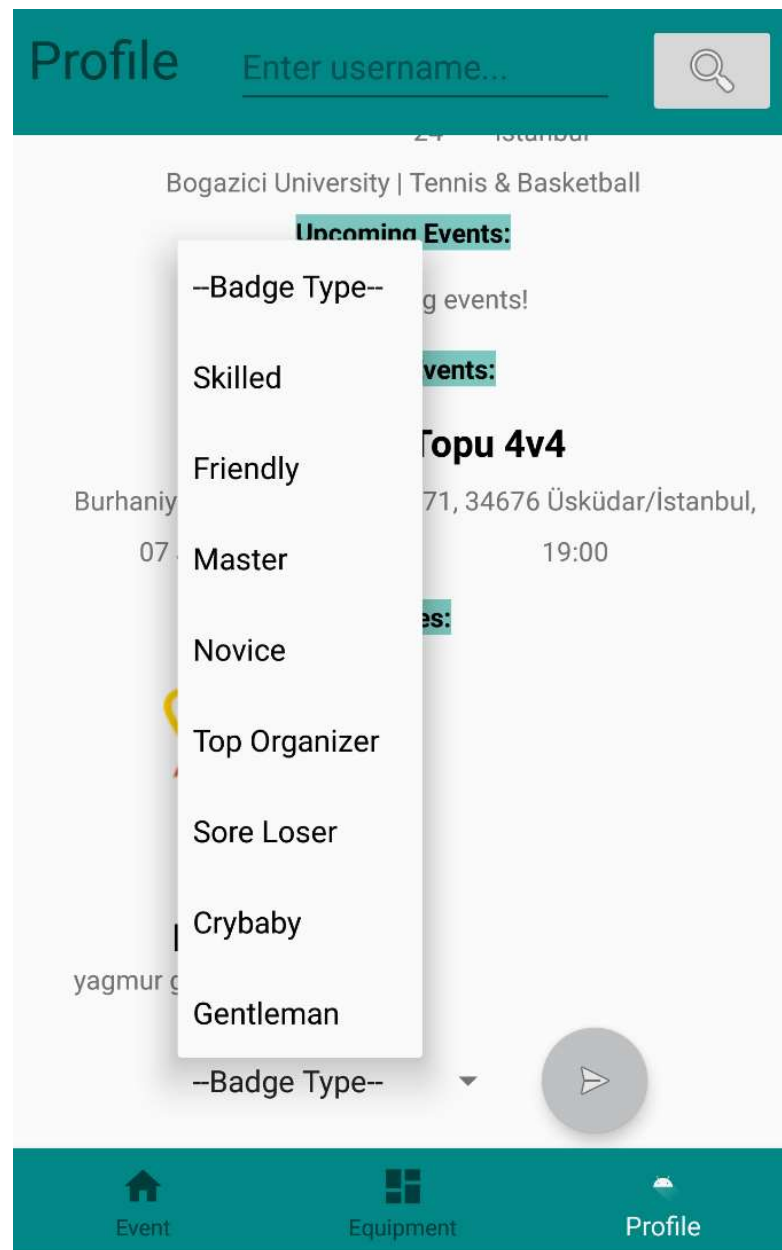 Profile
Enter username...
Bogazici University | Tennis & Basketball
Upcoming Events:
--Badge Type--
g events!
Skilled
vents:
Topu 4v4
Friendly
Burhaniy
71, 34676 Üsküdar/İstanbul,
07
Master
19:00
es:
Novice
Top Organizer
Sore Loser
Crybaby
yagmur g
Gentleman
--Badge Type--
Event
Equipment
Profile